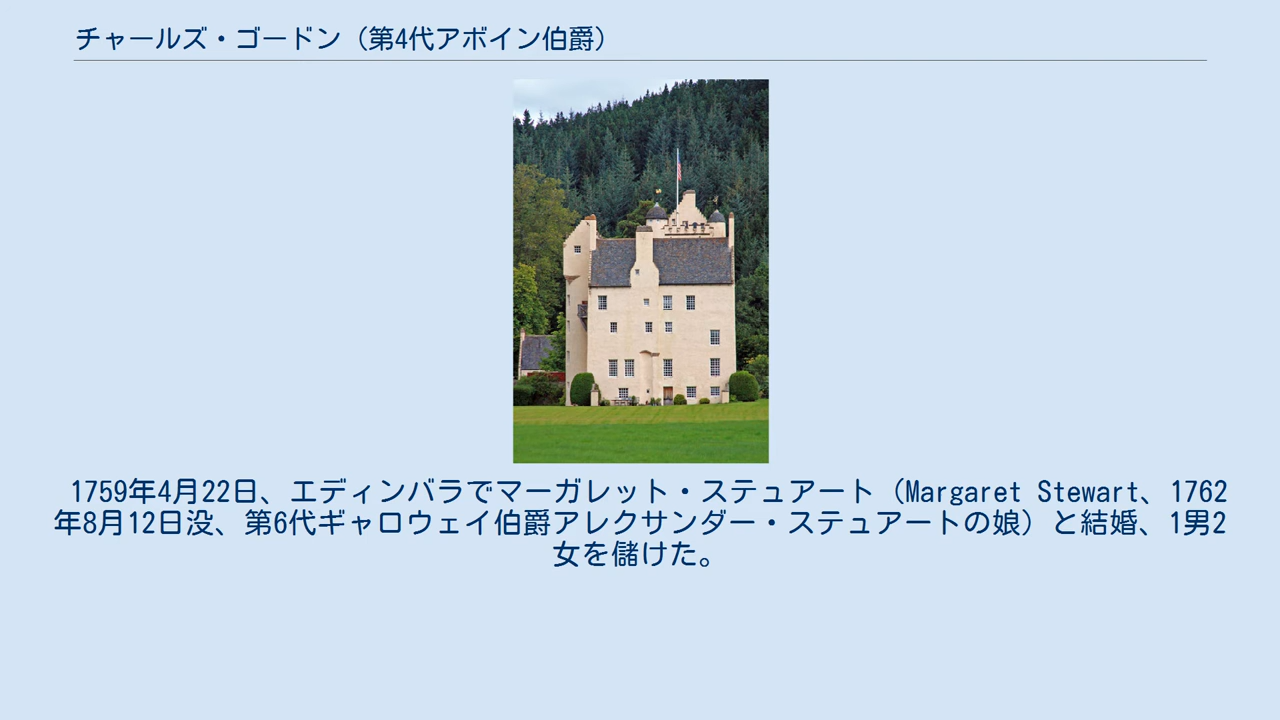 チャールズ・ゴードン（第4代アボイン伯爵）
1759年4月22日、エディンバラでマーガレット・ステュアート（Margaret Stewart、1762
年8月12日没、第6代ギャロウェイ伯爵アレクサンダー・ステュアートの娘）と結婚、1男2
女を儲けた。